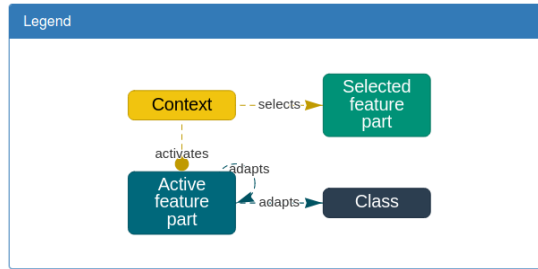 Legend
Context
selects
Selected
feature
part
activates
adapts
Active
feature
part
adapts
Class